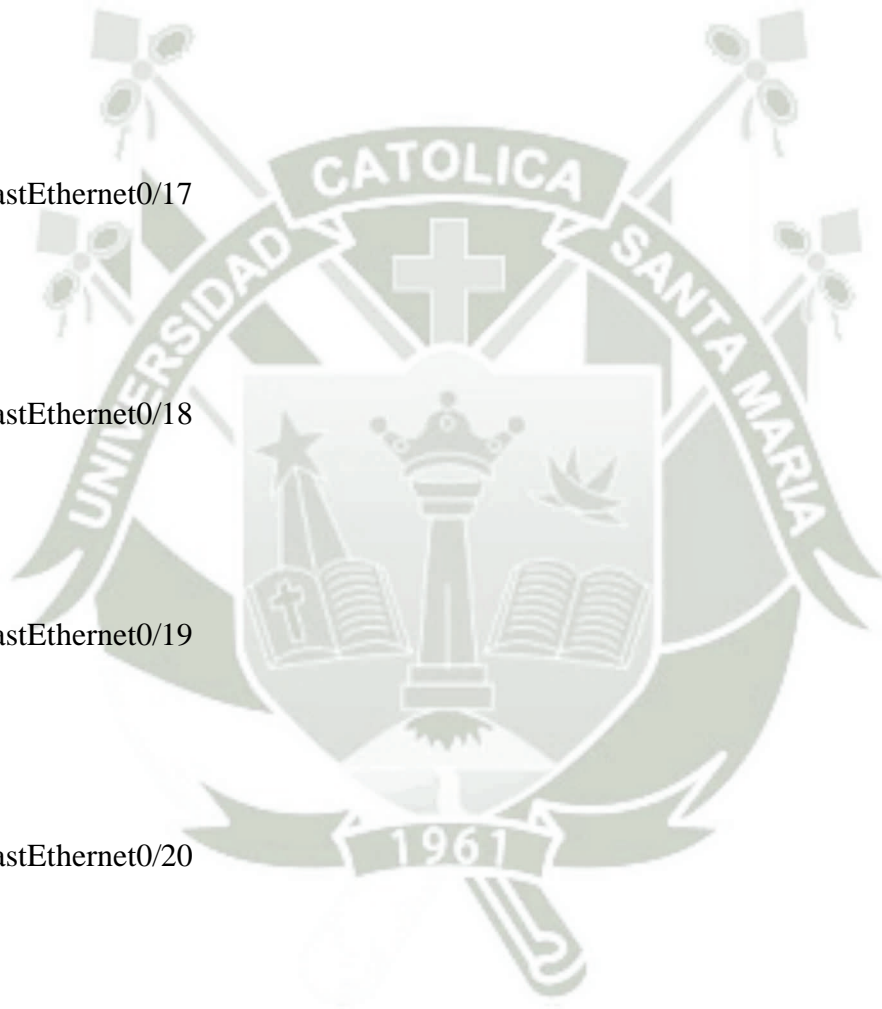 CATOLICA
UNIVERSIDAD
SANTA MARIA
astEthernet0/17
astEthernet0/18
astEthernet0/19
astEthernet0/20
1961